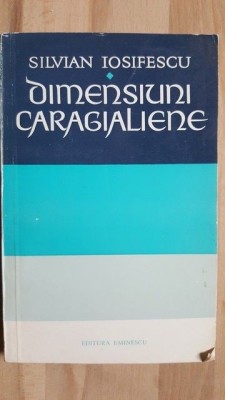 SILVIAN IOSIFESCU
DIMENSIUNI
CARAGIALIENE
EDITURA EMINESCU